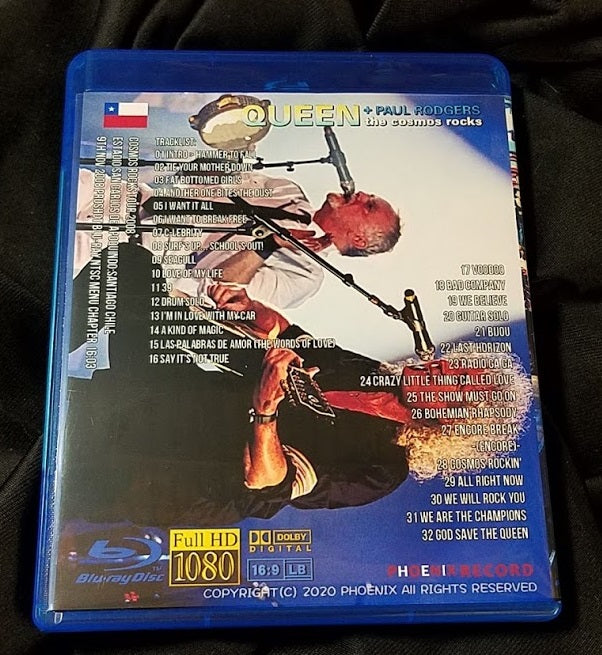 QUEEN + PAUL RODGERS
the cosmos rocks
COSMOS ROCKS TOUR 2008
CHILE
TRACKLIST:
01 INTRO - HAMMER TO FALL
02 TIE YOUR MOTHER DOWN
03 FAT BOTTOMED GIRLS
04 ANOTHER ONE BITES THE DUST
05 I WANT IT ALL
06 I WANT TO BREAK FREE
07 C-LEBRITY
08 SURF'S UP... SCHOOL'S OUT!
09 SEAGULL
10 LOVE OF MY LIFE
11 39
12 DRUM SOLO
13 I'M IN LOVE WITH MY CAR
14 A KIND OF MAGIC
15 LAS PALABRAS DE AMOR (THE WORDS OF LOVE)
16 SAY IT'S NOT TRUE
17 VOODOO
18 BAD COMPANY
19 WE BELIEVE
20 GUITAR SOLO
21 BIJOU
22 LAST HORIZON
23 RADIO GA GA
24 CRAZY LITTLE THING CALLED LOVE
25 THE SHOW MUST GO ON
26 BOHEMIAN RHAPSODY
27 ENCORE BREAK
-(ENCORE)-
28 COSMOS ROCKIN'
29 ALL RIGHT NOW
30 WE WILL ROCK YOU
31 WE ARE THE CHAMPIONS
32 GOD SAVE THE QUEEN
Blu-ray Disc
Full HD
1080
DOLBY
DIGITAL
16:9 LB
PHOENIX RECORD
COPYRIGHT(C) 2020 PHOENIX All RIGHTS RESERVED